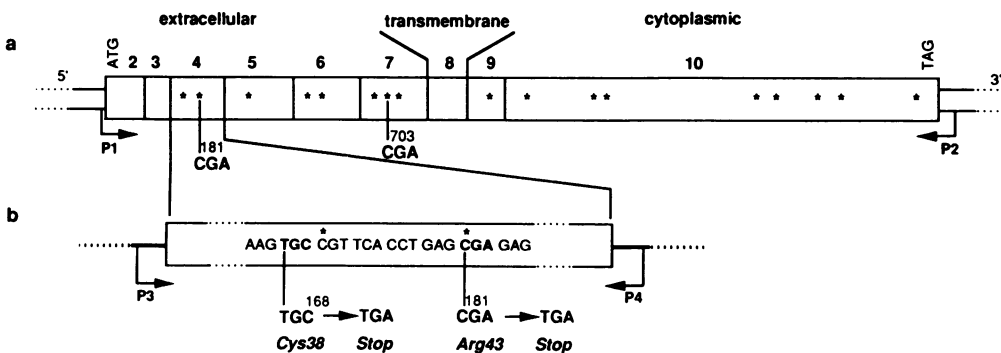 extracellular transmembrane cytoplasmic
a
ATG TAG
2 3 4 5 6 7 8 9 10
5' 3'
* * * * * * * * * * * * * * * * *
P1 181 703 P2
CGA CGA
b
* *
AAG TGC CGT TCA CCT GAG CGA GAG
P3 P4
168 181
TGC TGA CGA TGA
Cys38 Stop Arg43 Stop